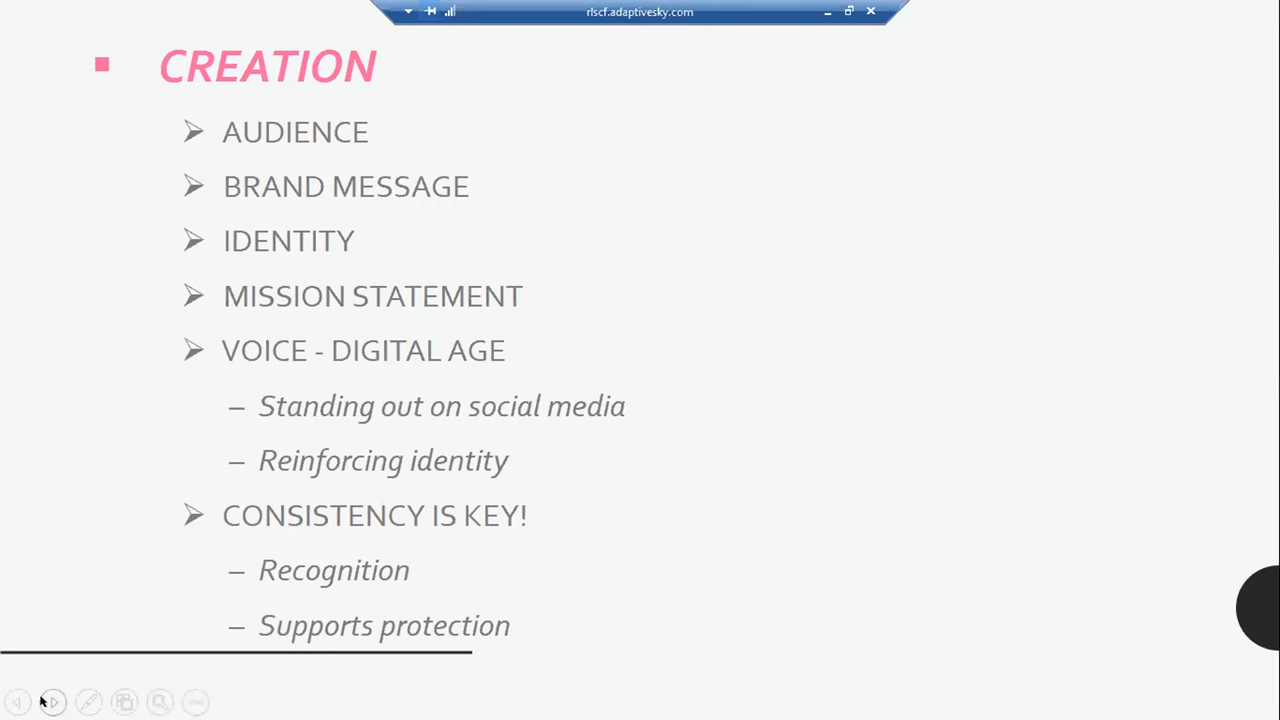 rlscf.adaptivesky.com
CREATION
AUDIENCE
BRAND MESSAGE
IDENTITY
MISSION STATEMENT
VOICE - DIGITAL AGE
– Standing out on social media
– Reinforcing identity
CONSISTENCY IS KEY!
– Recognition
– Supports protection